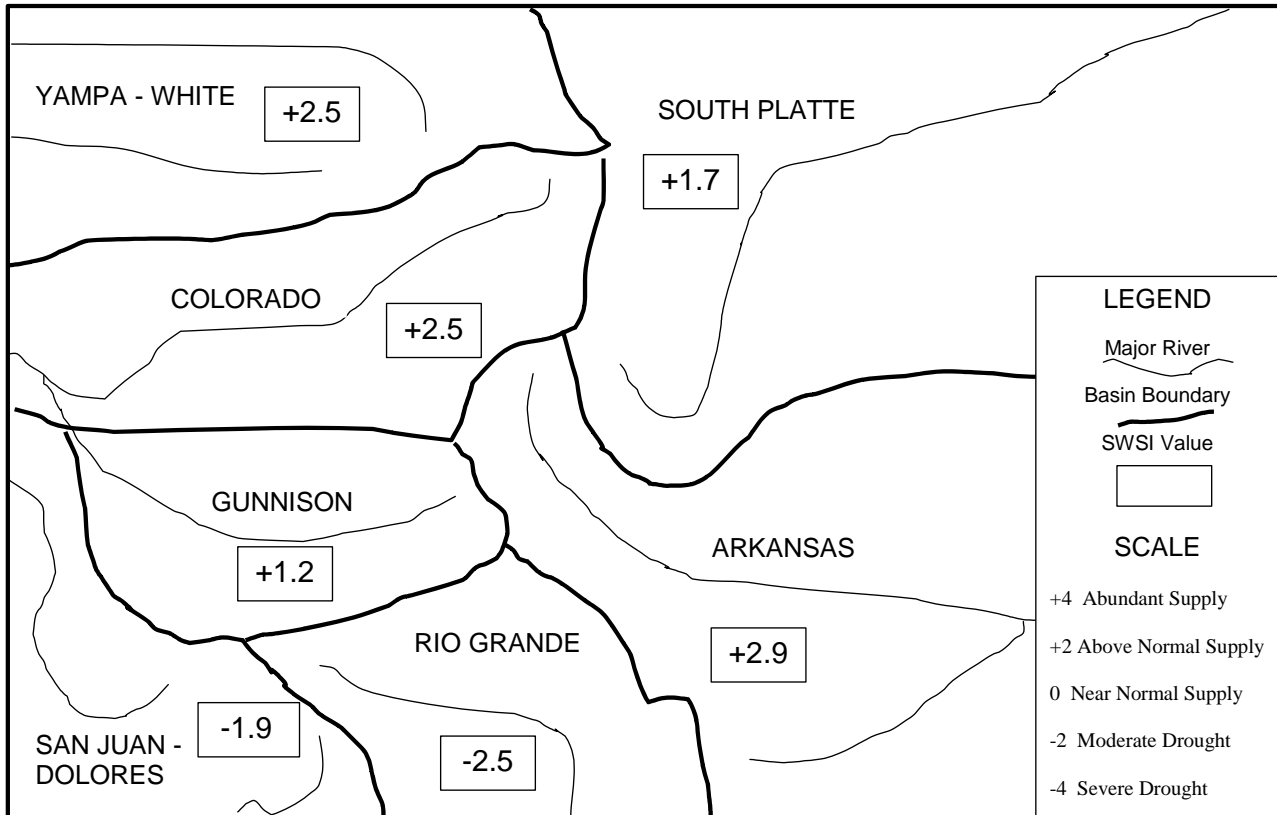 YAMPA - WHITE
+2.5
SOUTH PLATTE
+1.7
COLORADO
+2.5
GUNNISON
+1.2
ARKANSAS
+2.9
RIO GRANDE
-2.5
SAN JUAN -
DOLORES
-1.9
LEGEND
Major River
Basin Boundary
SWSI Value
SCALE
+4 Abundant Supply
+2 Above Normal Supply
0 Near Normal Supply
-2 Moderate Drought
-4 Severe Drought